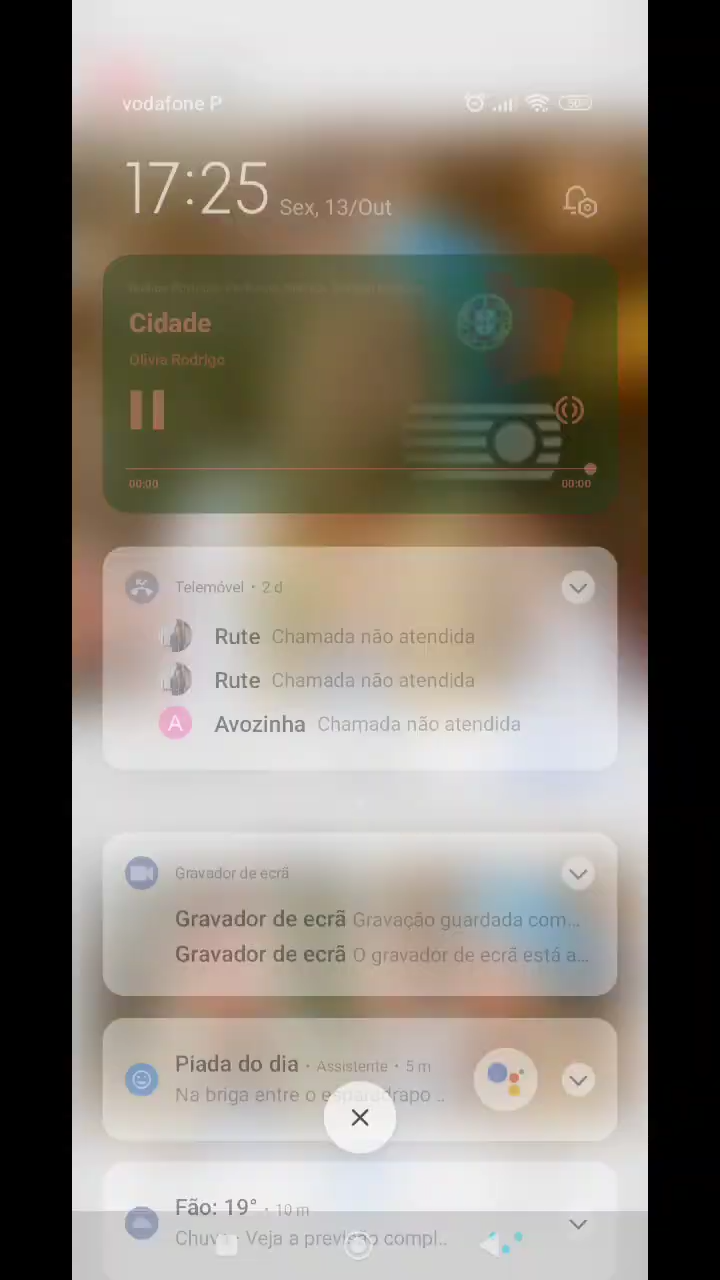 vodafone P
50
17:25 Sex, 13/Out
Cidade
Olivia Rodrigo
00:00 00:00
Telemóvel • 2 d
Rute Chamada não atendida
Rute Chamada não atendida
A Avozinha Chamada não atendida
Gravador de ecrã
Gravador de ecrã Gravação guardada com...
Gravador de ecrã O gravador de ecrã está a...
Piada do dia • Assistente • 5 m
Na briga entre o esparadrapo ..
Fão: 19° • 10 m
Chuva · Veja a previsão compl..